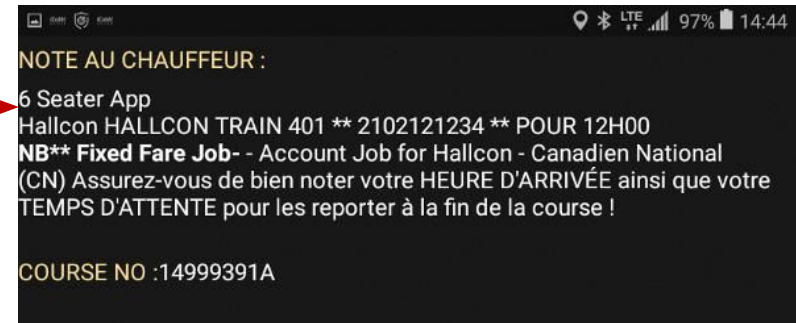 LTE 97% 14:44
NOTE AU CHAUFFEUR :
6 Seater App
Hallcon HALLCON TRAIN 401 ** 2102121234 ** POUR 12H00
NB** Fixed Fare Job- - Account Job for Hallcon - Canadien National
(CN) Assurez-vous de bien noter votre HEURE D'ARRIVÉE ainsi que votre
TEMPS D'ATTENTE pour les reporter à la fin de la course !
COURSE NO :14999391A